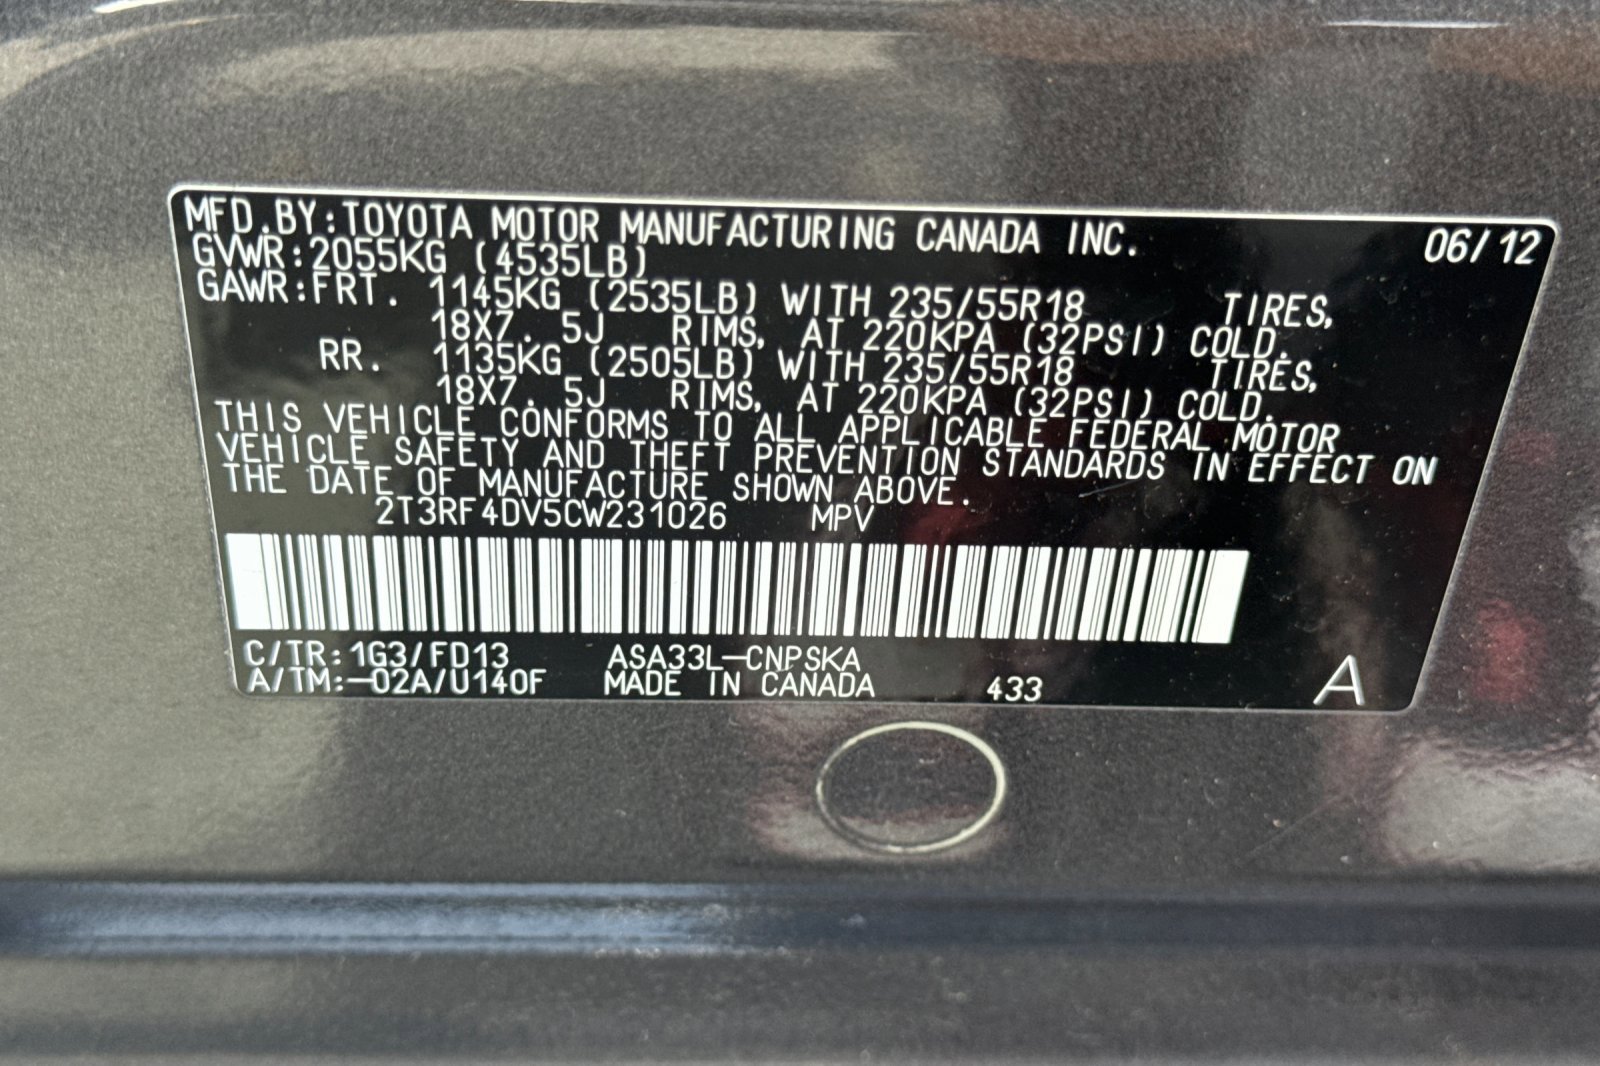 MFD.BY:TOYOTA MOTOR MANUFACTURING CANADA INC. 06/12
GVWR:2055KG (4535LB)
GAWR:FRT. 1145KG (2535LB) WITH 235/55R18 TIRES,
18X7.5J RIMS, AT 220KPA (32PSI) COLD.
RR. 1135KG (2505LB) WITH 235/55R18 TIRES,
18X7.5J RIMS, AT 220KPA (32PSI) COLD.
THIS VEHICLE CONFORMS TO ALL APPLICABLE FEDERAL MOTOR
VEHICLE SAFETY AND THEFT PREVENTION STANDARDS IN EFFECT ON
THE DATE OF MANUFACTURE SHOWN ABOVE.
2T3RF4DV5CW231026 MPV
C/TR:1G3/FD13 ASA33L-CNPSKA
A/TM:-02A/U140F MADE IN CANADA 433 A